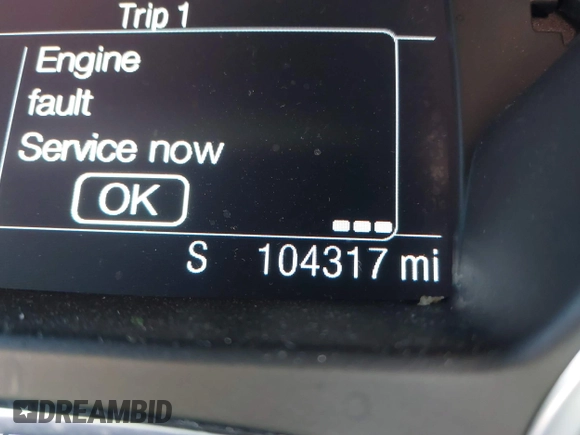 Trip 1
Engine
fault
Service now
OK
S 104317 mi
DREAMBID